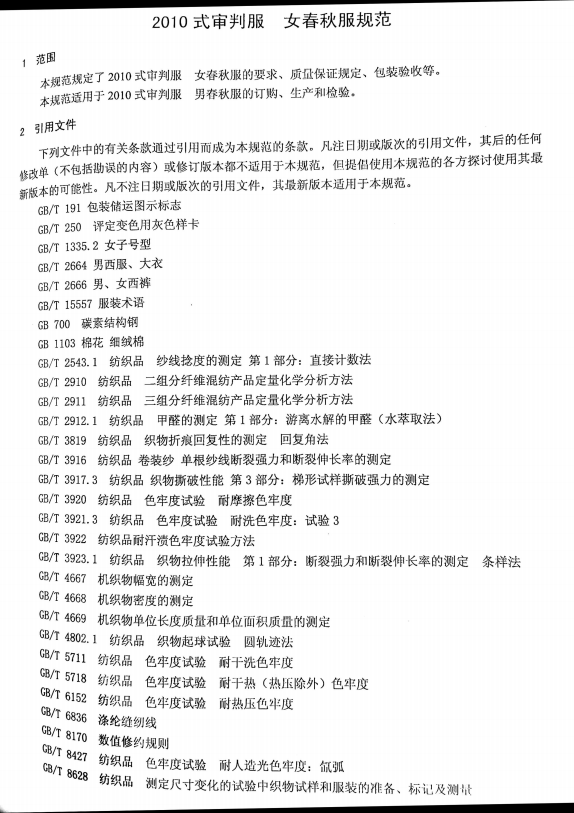 2010 式审判服 女春秋服规范
1 范围
本规范规定了 2010 式审判服 女春秋服的要求、质量保证规定、包装验收等。
本规范适用于 2010 式审判服 男春秋服的订购、生产和检验。
2 引用文件
下列文件中的有关条款通过引用而成为本规范的条款。凡注日期或版次的引用文件，其后的任何
修改单（不包括勘误的内容）或修订版本都不适用于本规范，但提倡使用本规范的各方探讨使用其最
新版本的可能性。凡不注日期或版次的引用文件，其最新版本适用于本规范。
GB/T 191 包装储运图示标志
GB/T 250 评定变色用灰色样卡
GB/T 1335.2 女子号型
GB/T 2664 男西服、大衣
GB/T 2666 男、女西裤
GB/T 15557 服装术语
GB 700 碳素结构钢
GB 1103 棉花 细绒棉
GB/T 2543.1 纺织品 纱线捻度的测定 第 1 部分：直接计数法
GB/T 2910 纺织品 二组分纤维混纺产品定量化学分析方法
GB/T 2911 纺织品 三组分纤维混纺产品定量化学分析方法
GB/T 2912.1 纺织品 甲醛的测定 第 1 部分：游离水解的甲醛（水萃取法）
GB/T 3819 纺织品 织物折痕回复性的测定 回复角法
GB/T 3916 纺织品 卷装纱 单根纱线断裂强力和断裂伸长率的测定
GB/T 3917.3 纺织品 织物撕破性能 第 3 部分：梯形试样撕破强力的测定
GB/T 3920 纺织品 色牢度试验 耐摩擦色牢度
GB/T 3921.3 纺织品 色牢度试验 耐洗色牢度：试验 3
GB/T 3922 纺织品耐汗渍色牢度试验方法
GB/T 3923.1 纺织品 织物拉伸性能 第 1 部分：断裂强力和断裂伸长率的测定 条样法
GB/T 4667 机织物幅宽的测定
GB/T 4668 机织物密度的测定
GB/T 4669 机织物单位长度质量和单位面积质量的测定
GB/T 4802.1 纺织品 织物起球试验 圆轨迹法
GB/T 5711 纺织品 色牢度试验 耐干洗色牢度
GB/T 5718 纺织品 色牢度试验 耐干热（热压除外）色牢度
GB/T 6152 纺织品 色牢度试验 耐热压色牢度
GB/T 6836 涤纶缝纫线
GB/T 8170 数值修约规则
GB/T 8427 纺织品 色牢度试验 耐人造光色牢度：氙弧
GB/T 8628 纺织品 测定尺寸变化的试验中织物试样和服装的准备、标记及测量